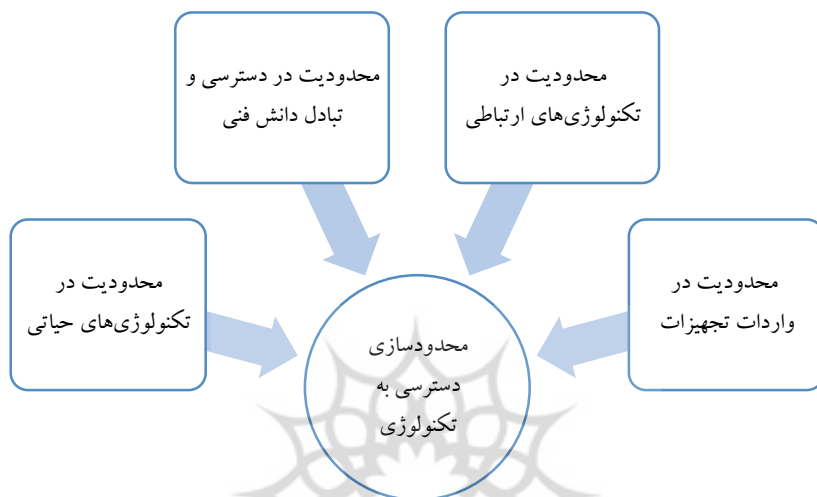 محدودیت در
تکنولوژی‌های ارتباطی
محدودیت در دسترسی و
تبادل دانش فنی
محدودیت در
واردات تجهیزات
محدودیت در
تکنولوژی‌های حیاتی
محدودسازی
دسترسی به
تکنولوژی